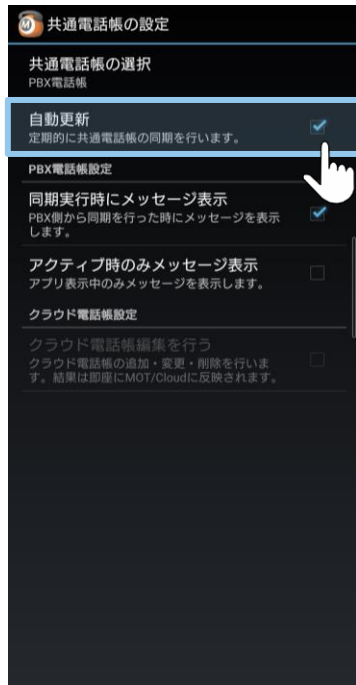 共通電話帳の設定
共通電話帳の選択
PBX電話帳
自動更新
定期的に共通電話帳の同期を行います。
PBX電話帳設定
同期実行時にメッセージ表示
PBX側から同期を行った時にメッセージを表示
します。
アクティブ時のみメッセージ表示
アプリ表示中のみメッセージを表示します。
クラウド電話帳設定
クラウド電話帳編集を行う
クラウド電話帳の追加・変更・削除を行いま
す。結果は即座にMOT/Cloudに反映されます。